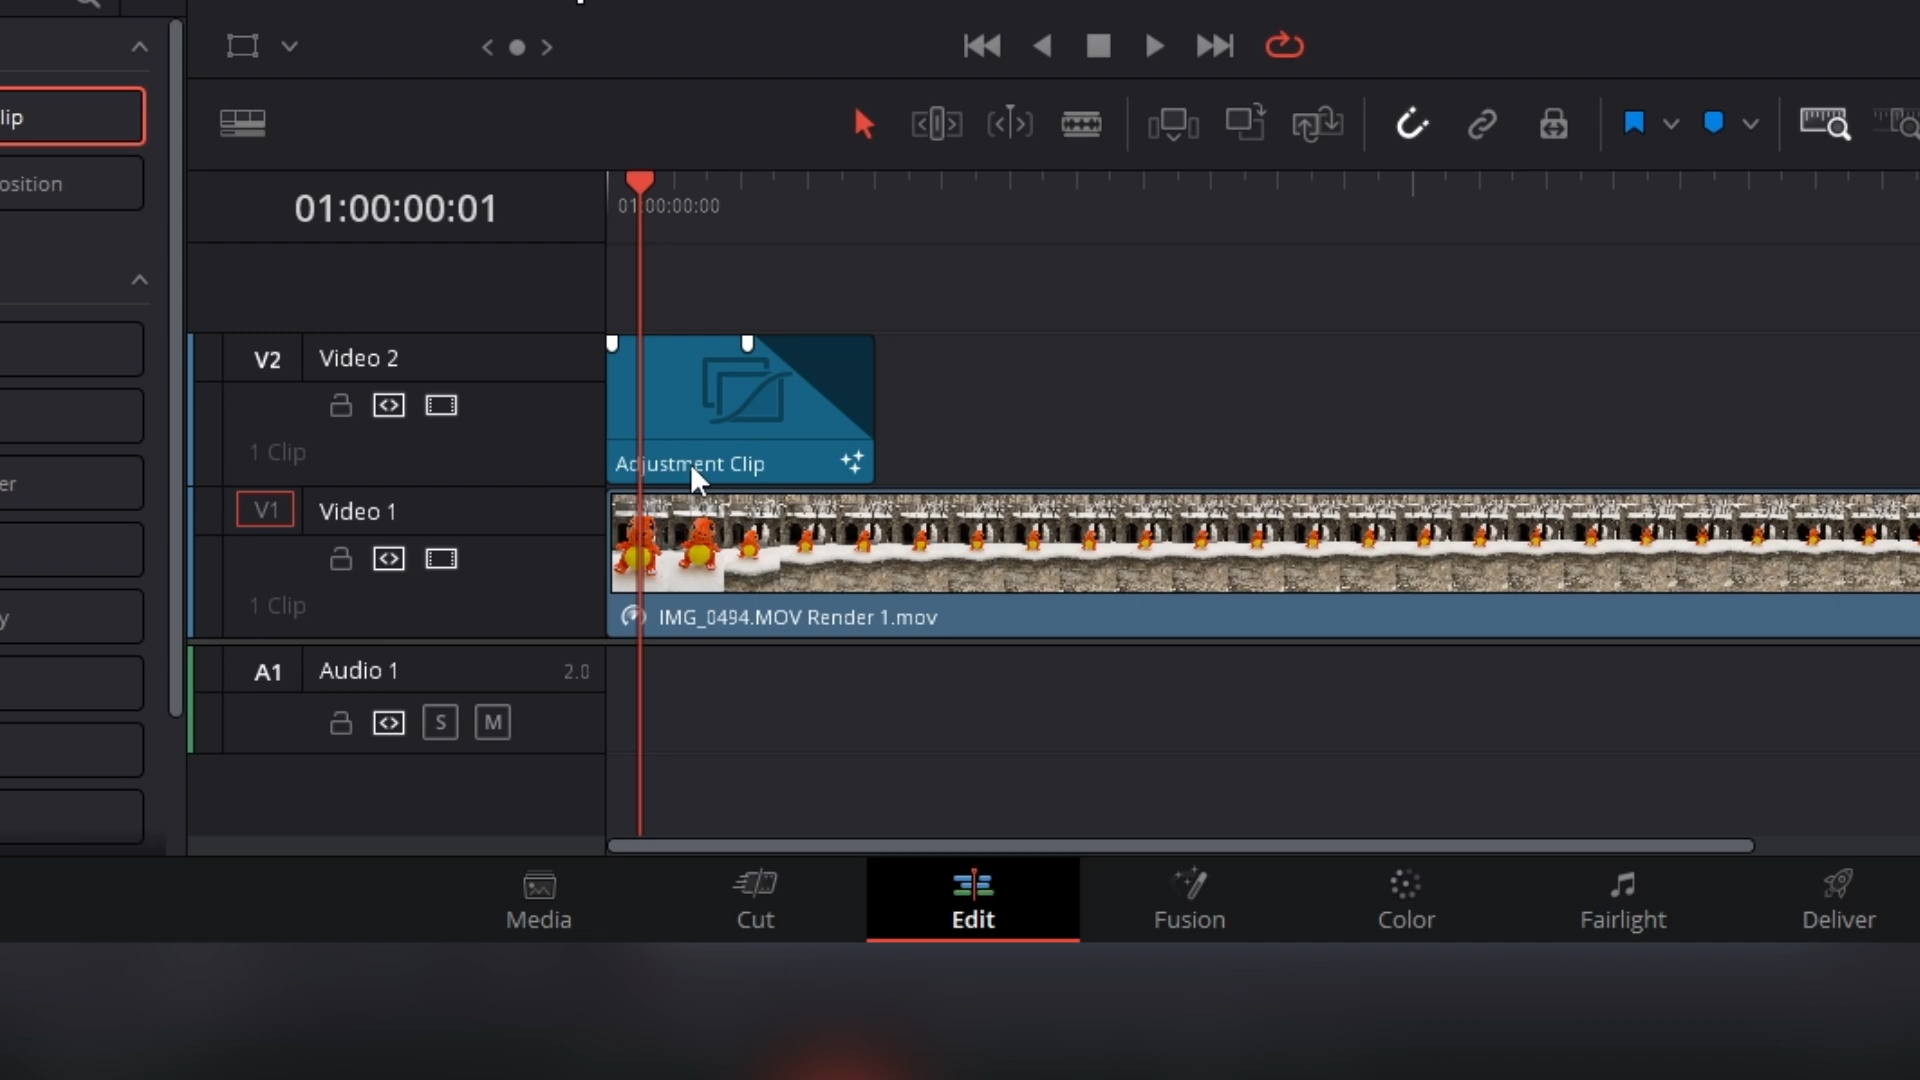 lip
osition
01:00:00:01
01:00:00:00
V2 Video 2
1 Clip
Adjustment Clip
er
V1 Video 1
1 Clip
y
IMG_0494.MOV Render 1.mov
A1 Audio 1 2.0
S M
Media Cut Edit Fusion Color Fairlight Deliver